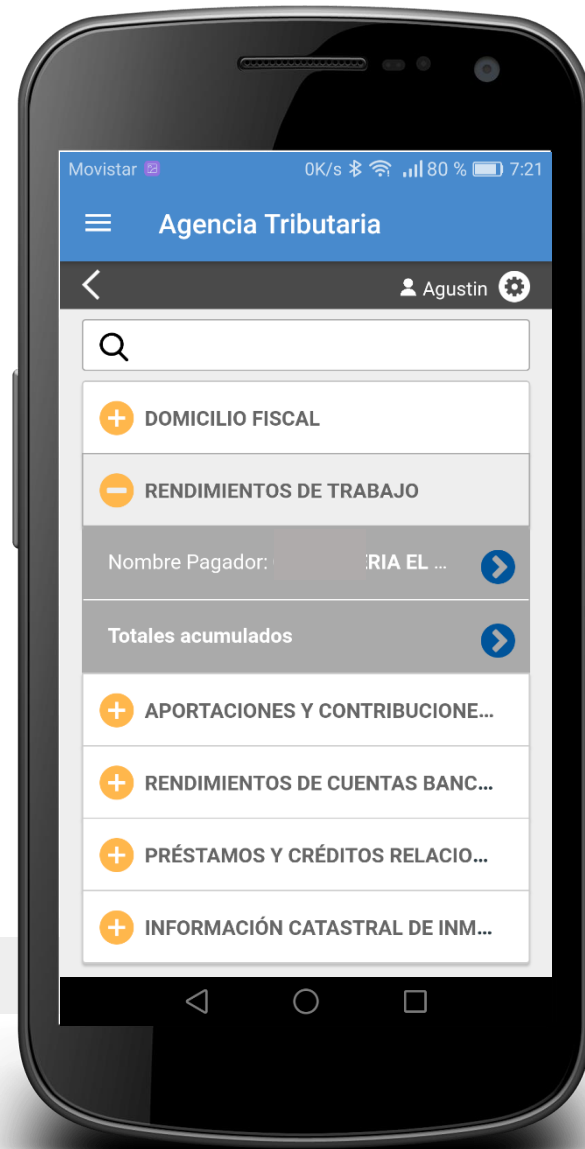 Movistar 0K/s 80 % 7:21
Agencia Tributaria
Agustin
DOMICILIO FISCAL
RENDIMIENTOS DE TRABAJO
Nombre Pagador: ERIA EL ...
Totales acumulados
APORTACIONES Y CONTRIBUCIONE...
RENDIMIENTOS DE CUENTAS BANC...
PRÉSTAMOS Y CRÉDITOS RELACIO...
INFORMACIÓN CATASTRAL DE INM...